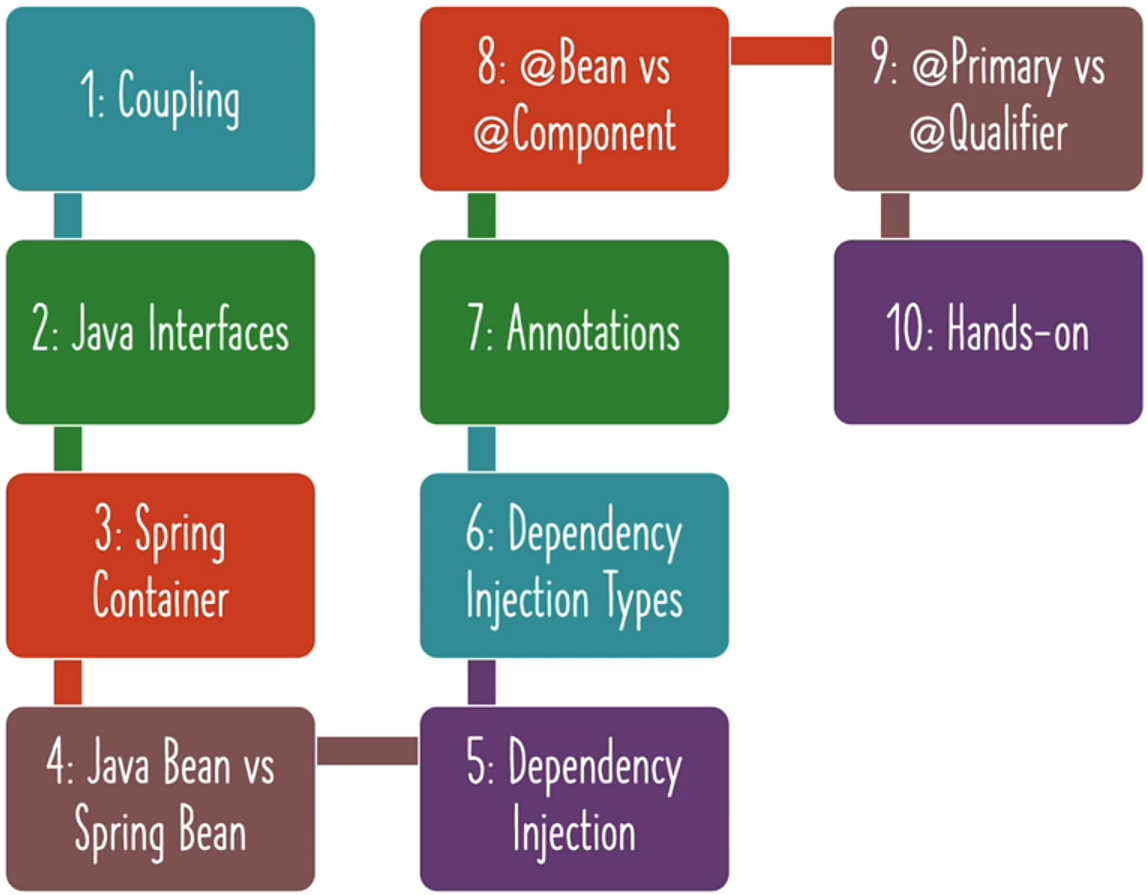 1: Coupling
2: Java Interfaces
3: Spring
Container
4: Java Bean vs
Spring Bean
5: Dependency
Injection
6: Dependency
Injection Types
7: Annotations
8: @Bean vs
@Component
9: @Primary vs
@Qualifier
10: Hands-on